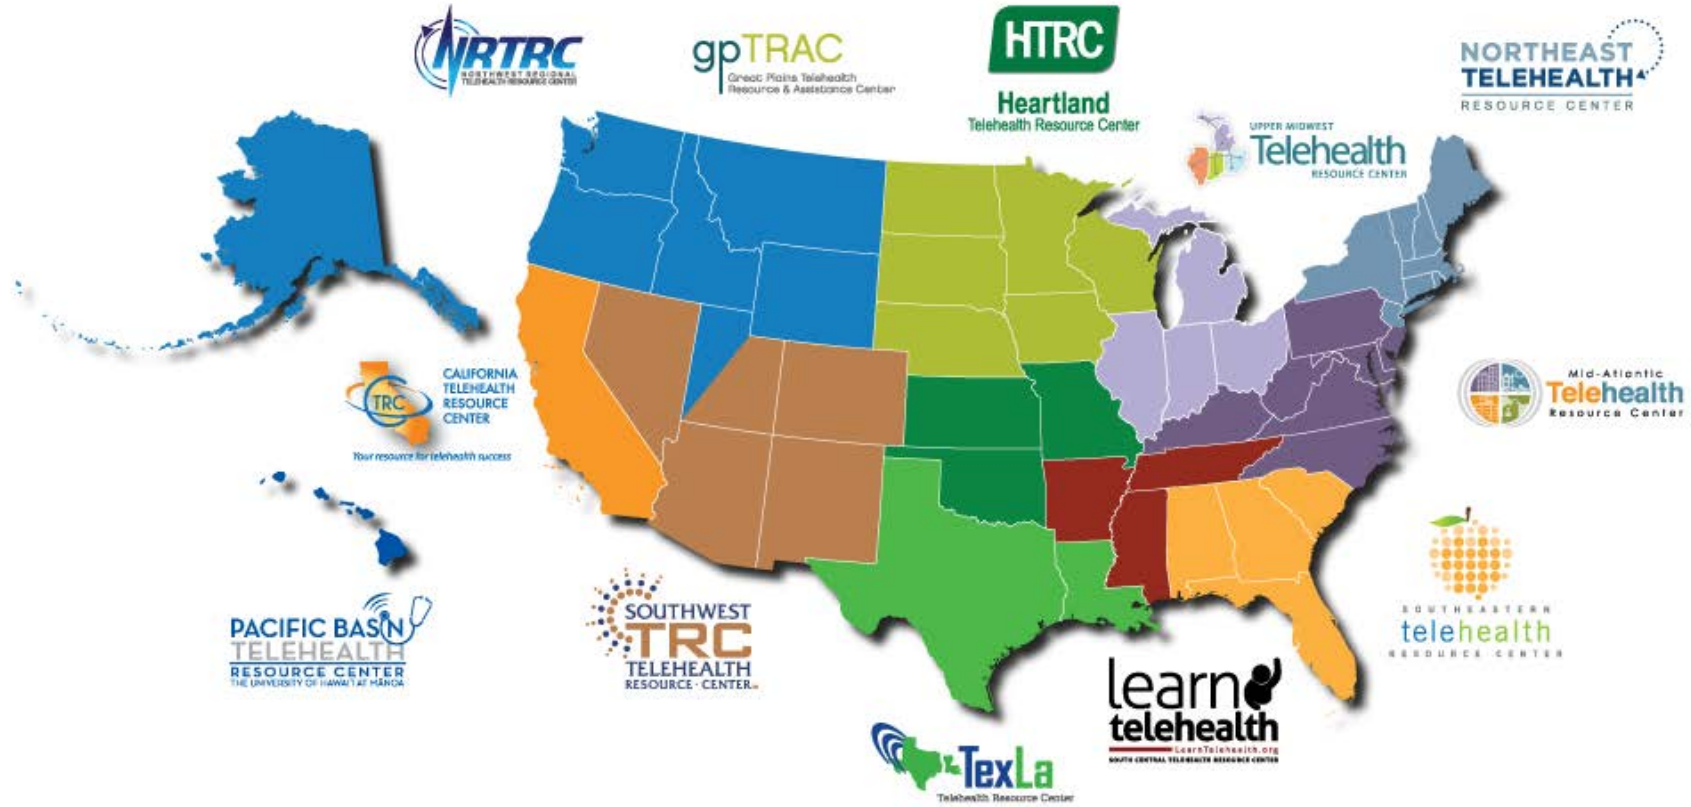 NRTRC
NORTHWEST REGIONAL
TELEHEALTH RESOURCE CENTER
gpTRAC
Great Plains Telehealth
Resource & Assistance Center
HTRC
Heartland
Telehealth Resource Center
NORTHEAST
TELEHEALTH
RESOURCE CENTER
UPPER MIDWEST
Telehealth
RESOURCE CENTER
CTRC
CALIFORNIA
TELEHEALTH
RESOURCE
CENTER
Your resource for telehealth success
Mid-Atlantic
Telehealth
Resource Center
PACIFIC BASIN
TELEHEALTH
RESOURCE CENTER
THE UNIVERSITY OF HAWAI'I AT MĀNOA
SOUTHWEST
TRC
TELEHEALTH
RESOURCE · CENTER
SOUTHEASTERN
telehealth
RESOURCE CENTER
learn
telehealth
LearnTelehealth.org
SOUTH CENTRAL TELEHEALTH RESOURCE CENTER
TexLa
Telehealth Resource Center